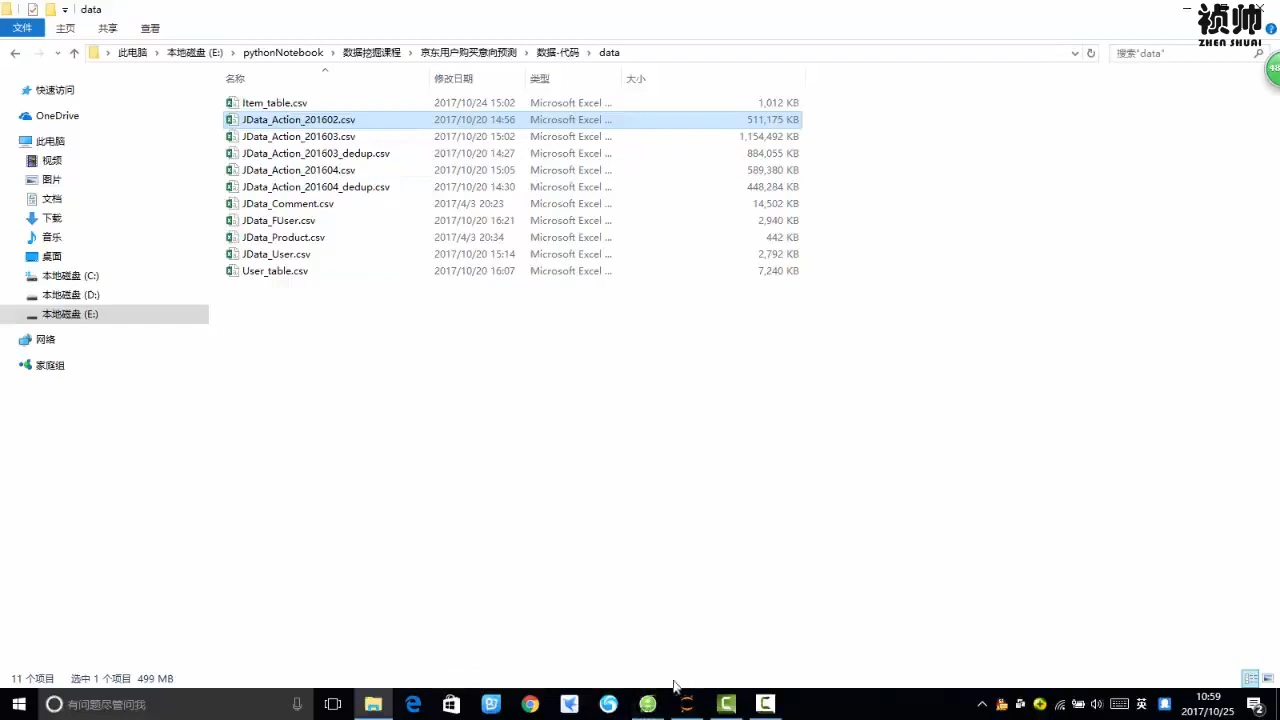 data
祯帅
ZHEN SHUAI
文件 主页 共享 查看
此电脑 › 本地磁盘 (E:) › pythonNotebook › 数据挖掘课程 › 京东用户购买意向预测 › 数据-代码 › data
搜索"data"
48
名称 修改日期 类型 大小
快速访问
OneDrive
此电脑
视频
图片
文档
下载
音乐
桌面
本地磁盘 (C:)
本地磁盘 (D:)
本地磁盘 (E:)
网络
家庭组
Item_table.csv 2017/10/24 15:02 Microsoft Excel ... 1,012 KB
JData_Action_201602.csv 2017/10/20 14:56 Microsoft Excel ... 511,175 KB
JData_Action_201603.csv 2017/10/20 15:02 Microsoft Excel ... 1,154,492 KB
JData_Action_201603_dedup.csv 2017/10/20 14:27 Microsoft Excel ... 884,055 KB
JData_Action_201604.csv 2017/10/20 15:05 Microsoft Excel ... 589,380 KB
JData_Action_201604_dedup.csv 2017/10/20 14:30 Microsoft Excel ... 448,284 KB
JData_Comment.csv 2017/4/3 20:23 Microsoft Excel ... 14,502 KB
JData_FUser.csv 2017/10/20 16:21 Microsoft Excel ... 2,940 KB
JData_Product.csv 2017/4/3 20:34 Microsoft Excel ... 442 KB
JData_User.csv 2017/10/20 15:14 Microsoft Excel ... 2,792 KB
User_table.csv 2017/10/20 16:07 Microsoft Excel ... 7,240 KB
11 个项目 选中 1 个项目 499 MB
有问题尽管问我
英
10:59
2017/10/25
2